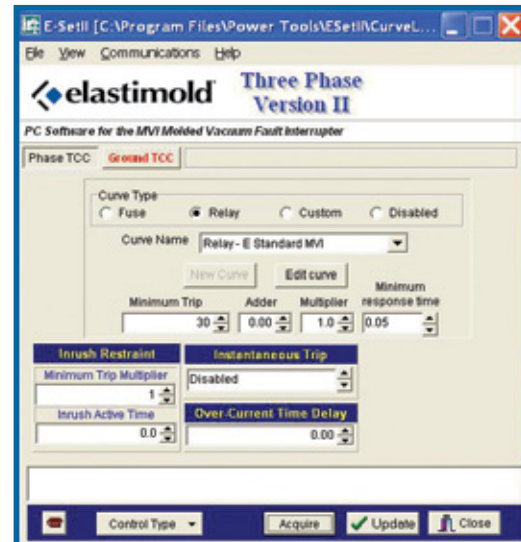 E-SetII [C:\Program Files\Power Tools\ESetII\CurveL...
File View Communications Help
elastimold Three Phase
Version II
PC Software for the MVI Molded Vacuum Fault Interrupter
Phase TCC Ground TCC
Curve Type
Fuse Relay Custom Disabled
Curve Name Relay - E Standard MVI
New Curve Edit curve
Minimum Trip Adder Multiplier Minimum response time
30 0.00 1.0 0.05
Inrush Restraint Instantaneous Trip
Minimum Trip Multiplier Disabled
1
Inrush Active Time Over-Current Time Delay
0.0 0.00
Control Type Acquire Update Close